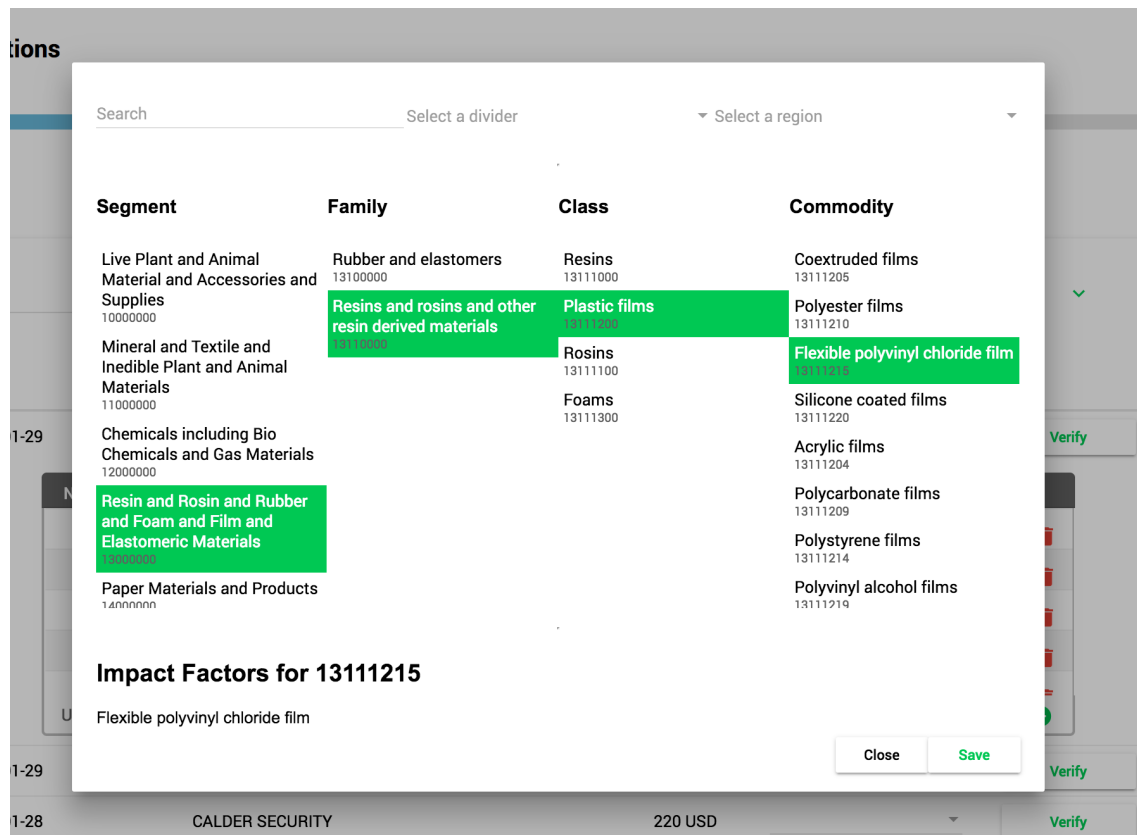 tions
Search
Select a divider
Select a region
Segment
Family
Class
Commodity
Live Plant and Animal
Material and Accessories and
Supplies
10000000
Mineral and Textile and
Inedible Plant and Animal
Materials
11000000
Chemicals including Bio
Chemicals and Gas Materials
12000000
Resin and Rosin and Rubber
and Foam and Film and
Elastomeric Materials
13000000
Paper Materials and Products
14000000
Rubber and elastomers
13100000
Resins and rosins and other
resin derived materials
13110000
Resins
13111000
Plastic films
13111200
Rosins
13111100
Foams
13111300
Coextruded films
13111205
Polyester films
13111210
Flexible polyvinyl chloride film
13111215
Silicone coated films
13111220
Acrylic films
13111204
Polycarbonate films
13111209
Polystyrene films
13111214
Polyvinyl alcohol films
13111219
Impact Factors for 13111215
Flexible polyvinyl chloride film
Close
Save
1-29
Verify
N
U
1-29
Verify
1-28
CALDER SECURITY
220 USD
Verify